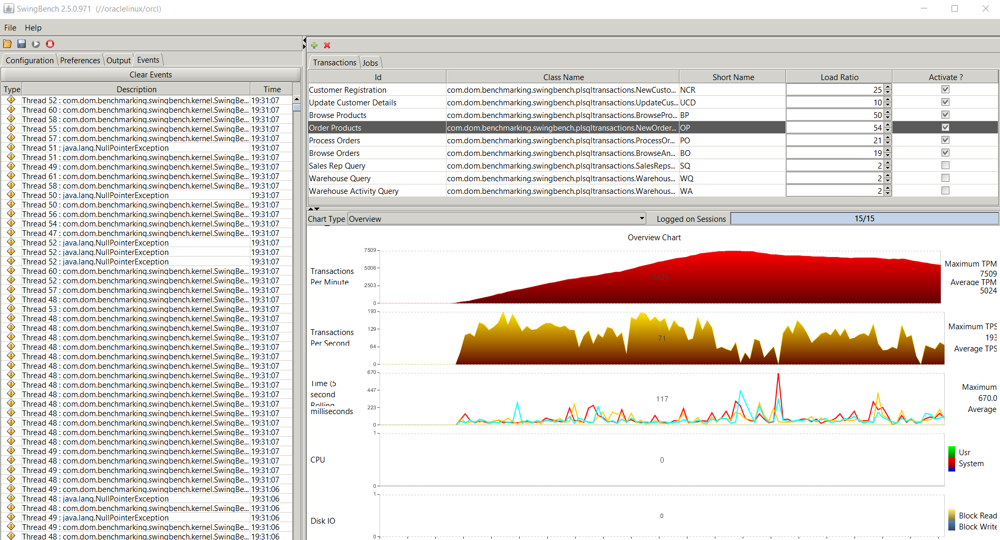 SwingBench 2.5.0.971  (//oraclelinux/orcl)
File Help
Configuration Preferences Output Events
Clear Events
Type Description Time
Thread 52 : com.dom.benchmarking.swingbench.kernel.SwingBe... 19:31:07
Thread 60 : com.dom.benchmarking.swingbench.kernel.SwingBe... 19:31:07
Thread 58 : com.dom.benchmarking.swingbench.kernel.SwingBe... 19:31:07
Thread 55 : com.dom.benchmarking.swingbench.kernel.SwingBe... 19:31:07
Thread 57 : com.dom.benchmarking.swingbench.kernel.SwingBe... 19:31:07
Thread 51 : java.lang.NullPointerException 19:31:07
Thread 51 : com.dom.benchmarking.swingbench.kernel.SwingBe... 19:31:07
Thread 49 : com.dom.benchmarking.swingbench.kernel.SwingBe... 19:31:07
Thread 61 : com.dom.benchmarking.swingbench.kernel.SwingBe... 19:31:07
Thread 58 : com.dom.benchmarking.swingbench.kernel.SwingBe... 19:31:07
Thread 50 : java.lang.NullPointerException 19:31:07
Thread 50 : com.dom.benchmarking.swingbench.kernel.SwingBe... 19:31:07
Thread 56 : com.dom.benchmarking.swingbench.kernel.SwingBe... 19:31:07
Thread 54 : com.dom.benchmarking.swingbench.kernel.SwingBe... 19:31:07
Thread 47 : com.dom.benchmarking.swingbench.kernel.SwingBe... 19:31:07
Thread 52 : java.lang.NullPointerException 19:31:07
Thread 52 : java.lang.NullPointerException 19:31:07
Thread 52 : java.lang.NullPointerException 19:31:07
Thread 60 : com.dom.benchmarking.swingbench.kernel.SwingBe... 19:31:07
Thread 52 : com.dom.benchmarking.swingbench.kernel.SwingBe... 19:31:07
Thread 57 : com.dom.benchmarking.swingbench.kernel.SwingBe... 19:31:07
Thread 48 : com.dom.benchmarking.swingbench.kernel.SwingBe... 19:31:07
Thread 53 : com.dom.benchmarking.swingbench.kernel.SwingBe... 19:31:07
Thread 48 : com.dom.benchmarking.swingbench.kernel.SwingBe... 19:31:07
Thread 48 : com.dom.benchmarking.swingbench.kernel.SwingBe... 19:31:07
Thread 48 : com.dom.benchmarking.swingbench.kernel.SwingBe... 19:31:07
Thread 48 : com.dom.benchmarking.swingbench.kernel.SwingBe... 19:31:07
Thread 48 : com.dom.benchmarking.swingbench.kernel.SwingBe... 19:31:07
Thread 48 : com.dom.benchmarking.swingbench.kernel.SwingBe... 19:31:07
Thread 48 : com.dom.benchmarking.swingbench.kernel.SwingBe... 19:31:07
Thread 48 : com.dom.benchmarking.swingbench.kernel.SwingBe... 19:31:07
Thread 48 : com.dom.benchmarking.swingbench.kernel.SwingBe... 19:31:07
Thread 48 : com.dom.benchmarking.swingbench.kernel.SwingBe... 19:31:07
Thread 48 : com.dom.benchmarking.swingbench.kernel.SwingBe... 19:31:07
Thread 48 : com.dom.benchmarking.swingbench.kernel.SwingBe... 19:31:07
Thread 48 : com.dom.benchmarking.swingbench.kernel.SwingBe... 19:31:07
Thread 48 : com.dom.benchmarking.swingbench.kernel.SwingBe... 19:31:07
Thread 49 : com.dom.benchmarking.swingbench.kernel.SwingBe... 19:31:07
Thread 48 : com.dom.benchmarking.swingbench.kernel.SwingBe... 19:31:07
Thread 49 : com.dom.benchmarking.swingbench.kernel.SwingBe... 19:31:07
Thread 48 : com.dom.benchmarking.swingbench.kernel.SwingBe... 19:31:07
Thread 49 : com.dom.benchmarking.swingbench.kernel.SwingBe... 19:31:06
Thread 48 : java.lang.NullPointerException 19:31:06
Thread 48 : com.dom.benchmarking.swingbench.kernel.SwingBe... 19:31:06
Thread 49 : java.lang.NullPointerException 19:31:06
Thread 49 : com.dom.benchmarking.swingbench.kernel.SwingBe... 19:31:06
Thread 48 : com.dom.benchmarking.swingbench.kernel.SwingBe... 19:31:06
Transactions Jobs
Id Class Name Short Name Load Ratio Activate ?
Customer Registration com.dom.benchmarking.swingbench.plsqltransactions.NewCusto... NCR 25
Update Customer Details com.dom.benchmarking.swingbench.plsqltransactions.UpdateCus... UCD 10
Browse Products com.dom.benchmarking.swingbench.plsqltransactions.BrowsePro... BP 50
Order Products com.dom.benchmarking.swingbench.plsqltransactions.NewOrder... OP 54
Process Orders com.dom.benchmarking.swingbench.plsqltransactions.ProcessOr... PO 21
Browse Orders com.dom.benchmarking.swingbench.plsqltransactions.BrowseAn... BO 19
Sales Rep Query com.dom.benchmarking.swingbench.plsqltransactions.SalesReps... SQ 2
Warehouse Query com.dom.benchmarking.swingbench.plsqltransactions.Warehous... WQ 2
Warehouse Activity Query com.dom.benchmarking.swingbench.plsqltransactions.Warehous... WA 2
Chart Type Overview Logged on Sessions 15/15
Overview Chart
Transactions
Per Minute
7509
5006
2503
0
Maximum TPM
7509
Average TPM
5024
Transactions
Per Second
193
129
64
0
71
Maximum TPS
193
Average TPS
Time (5
second
Rolling
milliseconds
670
447
223
0
117
Maximum
670.0
Average
CPU
1
0
0
Usr
System
Disk IO
1
0
0
Block Read
Block Write